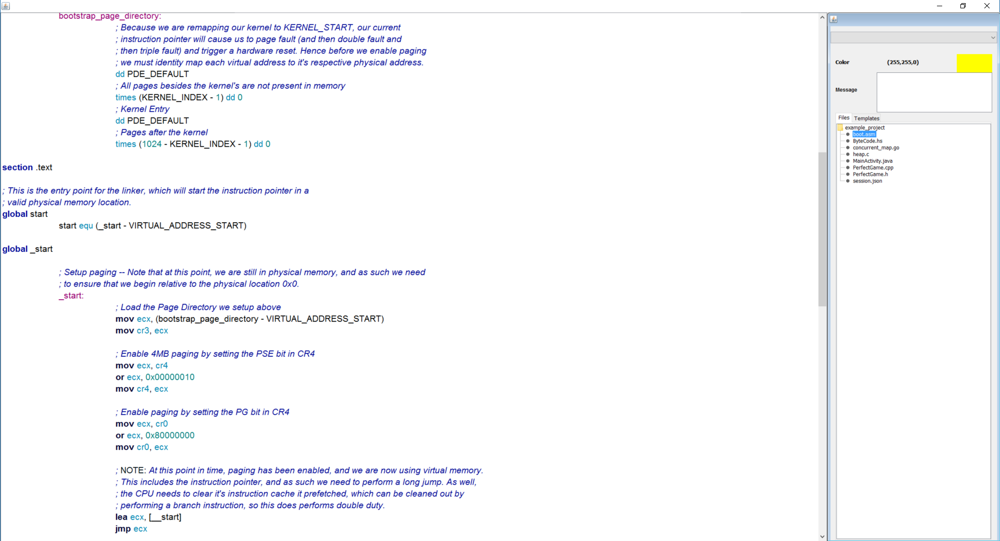 bootstrap_page_directory:
; Because we are remapping our kernel to KERNEL_START, our current
; instruction pointer will cause us to page fault (and then double fault and
; then triple fault) and trigger a hardware reset. Hence before we enable paging
; we must identity map each virtual address to it's respective physical address.
dd PDE_DEFAULT
; All pages besides the kernel's are not present in memory
times (KERNEL_INDEX - 1) dd 0
; Kernel Entry
dd PDE_DEFAULT
; Pages after the kernel
times (1024 - KERNEL_INDEX - 1) dd 0
section .text
; This is the entry point for the linker, which will start the instruction pointer in a
; valid physical memory location.
global start
start equ (_start - VIRTUAL_ADDRESS_START)
global _start
; Setup paging -- Note that at this point, we are still in physical memory, and as such we need
; to ensure that we begin relative to the physical location 0x0.
_start:
; Load the Page Directory we setup above
mov ecx, (bootstrap_page_directory - VIRTUAL_ADDRESS_START)
mov cr3, ecx
; Enable 4MB paging by setting the PSE bit in CR4
mov ecx, cr4
or ecx, 0x00000010
mov cr4, ecx
; Enable paging by setting the PG bit in CR4
mov ecx, cr0
or ecx, 0x80000000
mov cr0, ecx
; NOTE: At this point in time, paging has been enabled, and we are now using virtual memory.
; This includes the instruction pointer, and as such we need to perform a long jump. As well,
; the CPU needs to clear it's instruction cache it prefetched, which can be cleaned out by
; performing a branch instruction, so this does performs double duty.
lea ecx, [__start]
jmp ecx
Color (255,255,0)
Message
Files Templates
example_project
boot.asm
ByteCode.hs
concurrent_map.go
heap.c
MainActivity.java
PerfectGame.cpp
PerfectGame.h
session.json